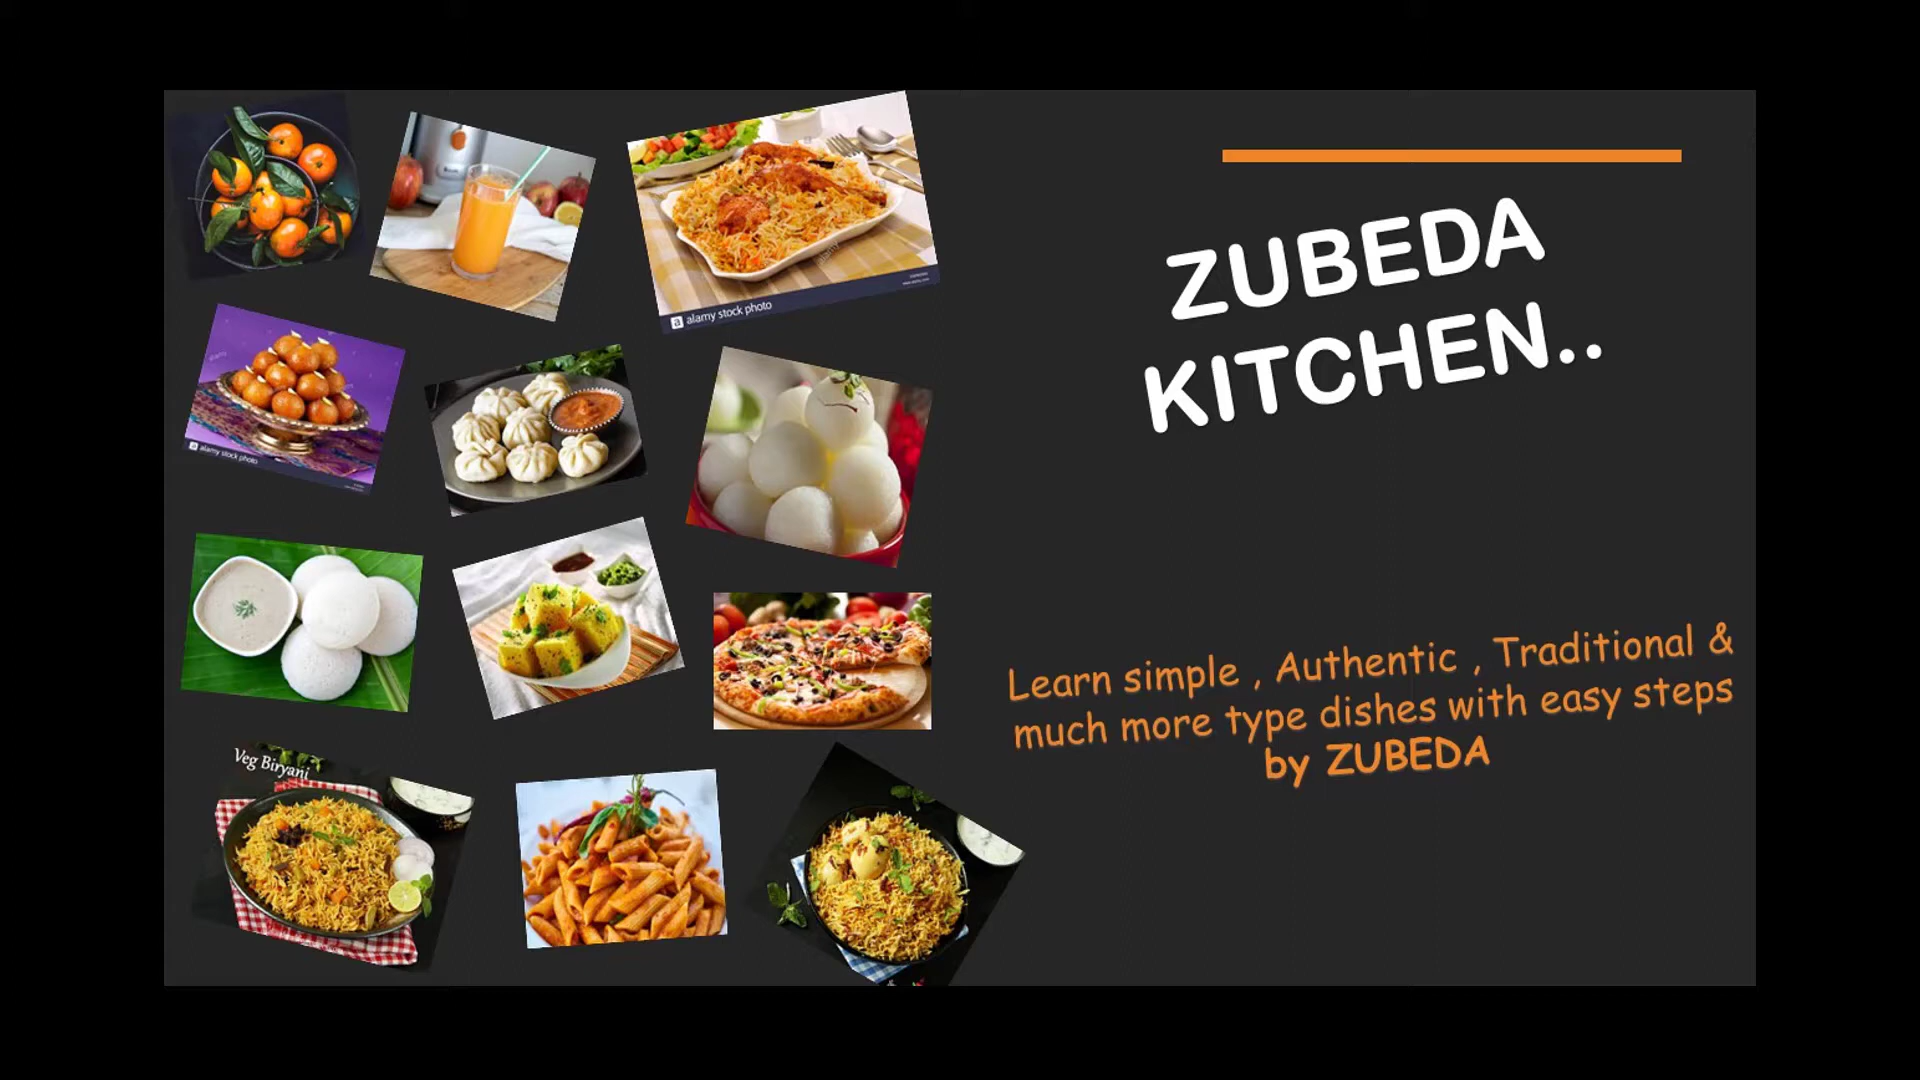 ZUBEDA
KITCHEN..
Learn simple , Authentic , Traditional &
much more type dishes with easy steps
by ZUBEDA
alamy stock photo
alamy stock photo
Veg Biryani